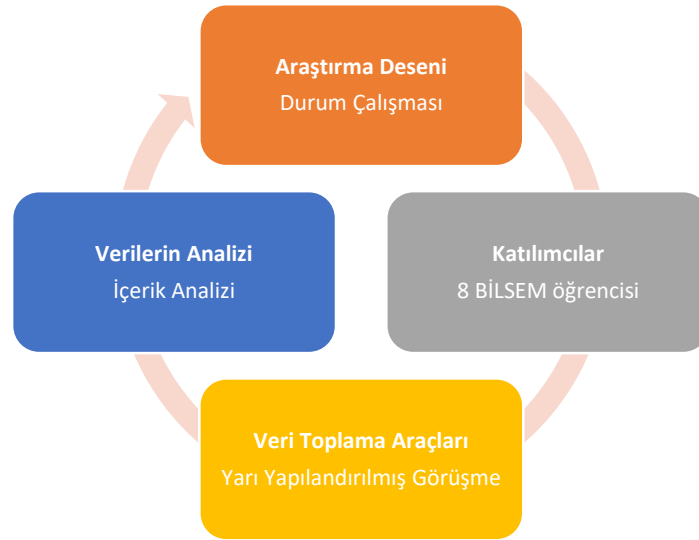 Araştırma Deseni
Durum Çalışması
Katılımcılar
8 BİLSEM öğrencisi
Veri Toplama Araçları
Yarı Yapılandırılmış Görüşme
Verilerin Analizi
İçerik Analizi